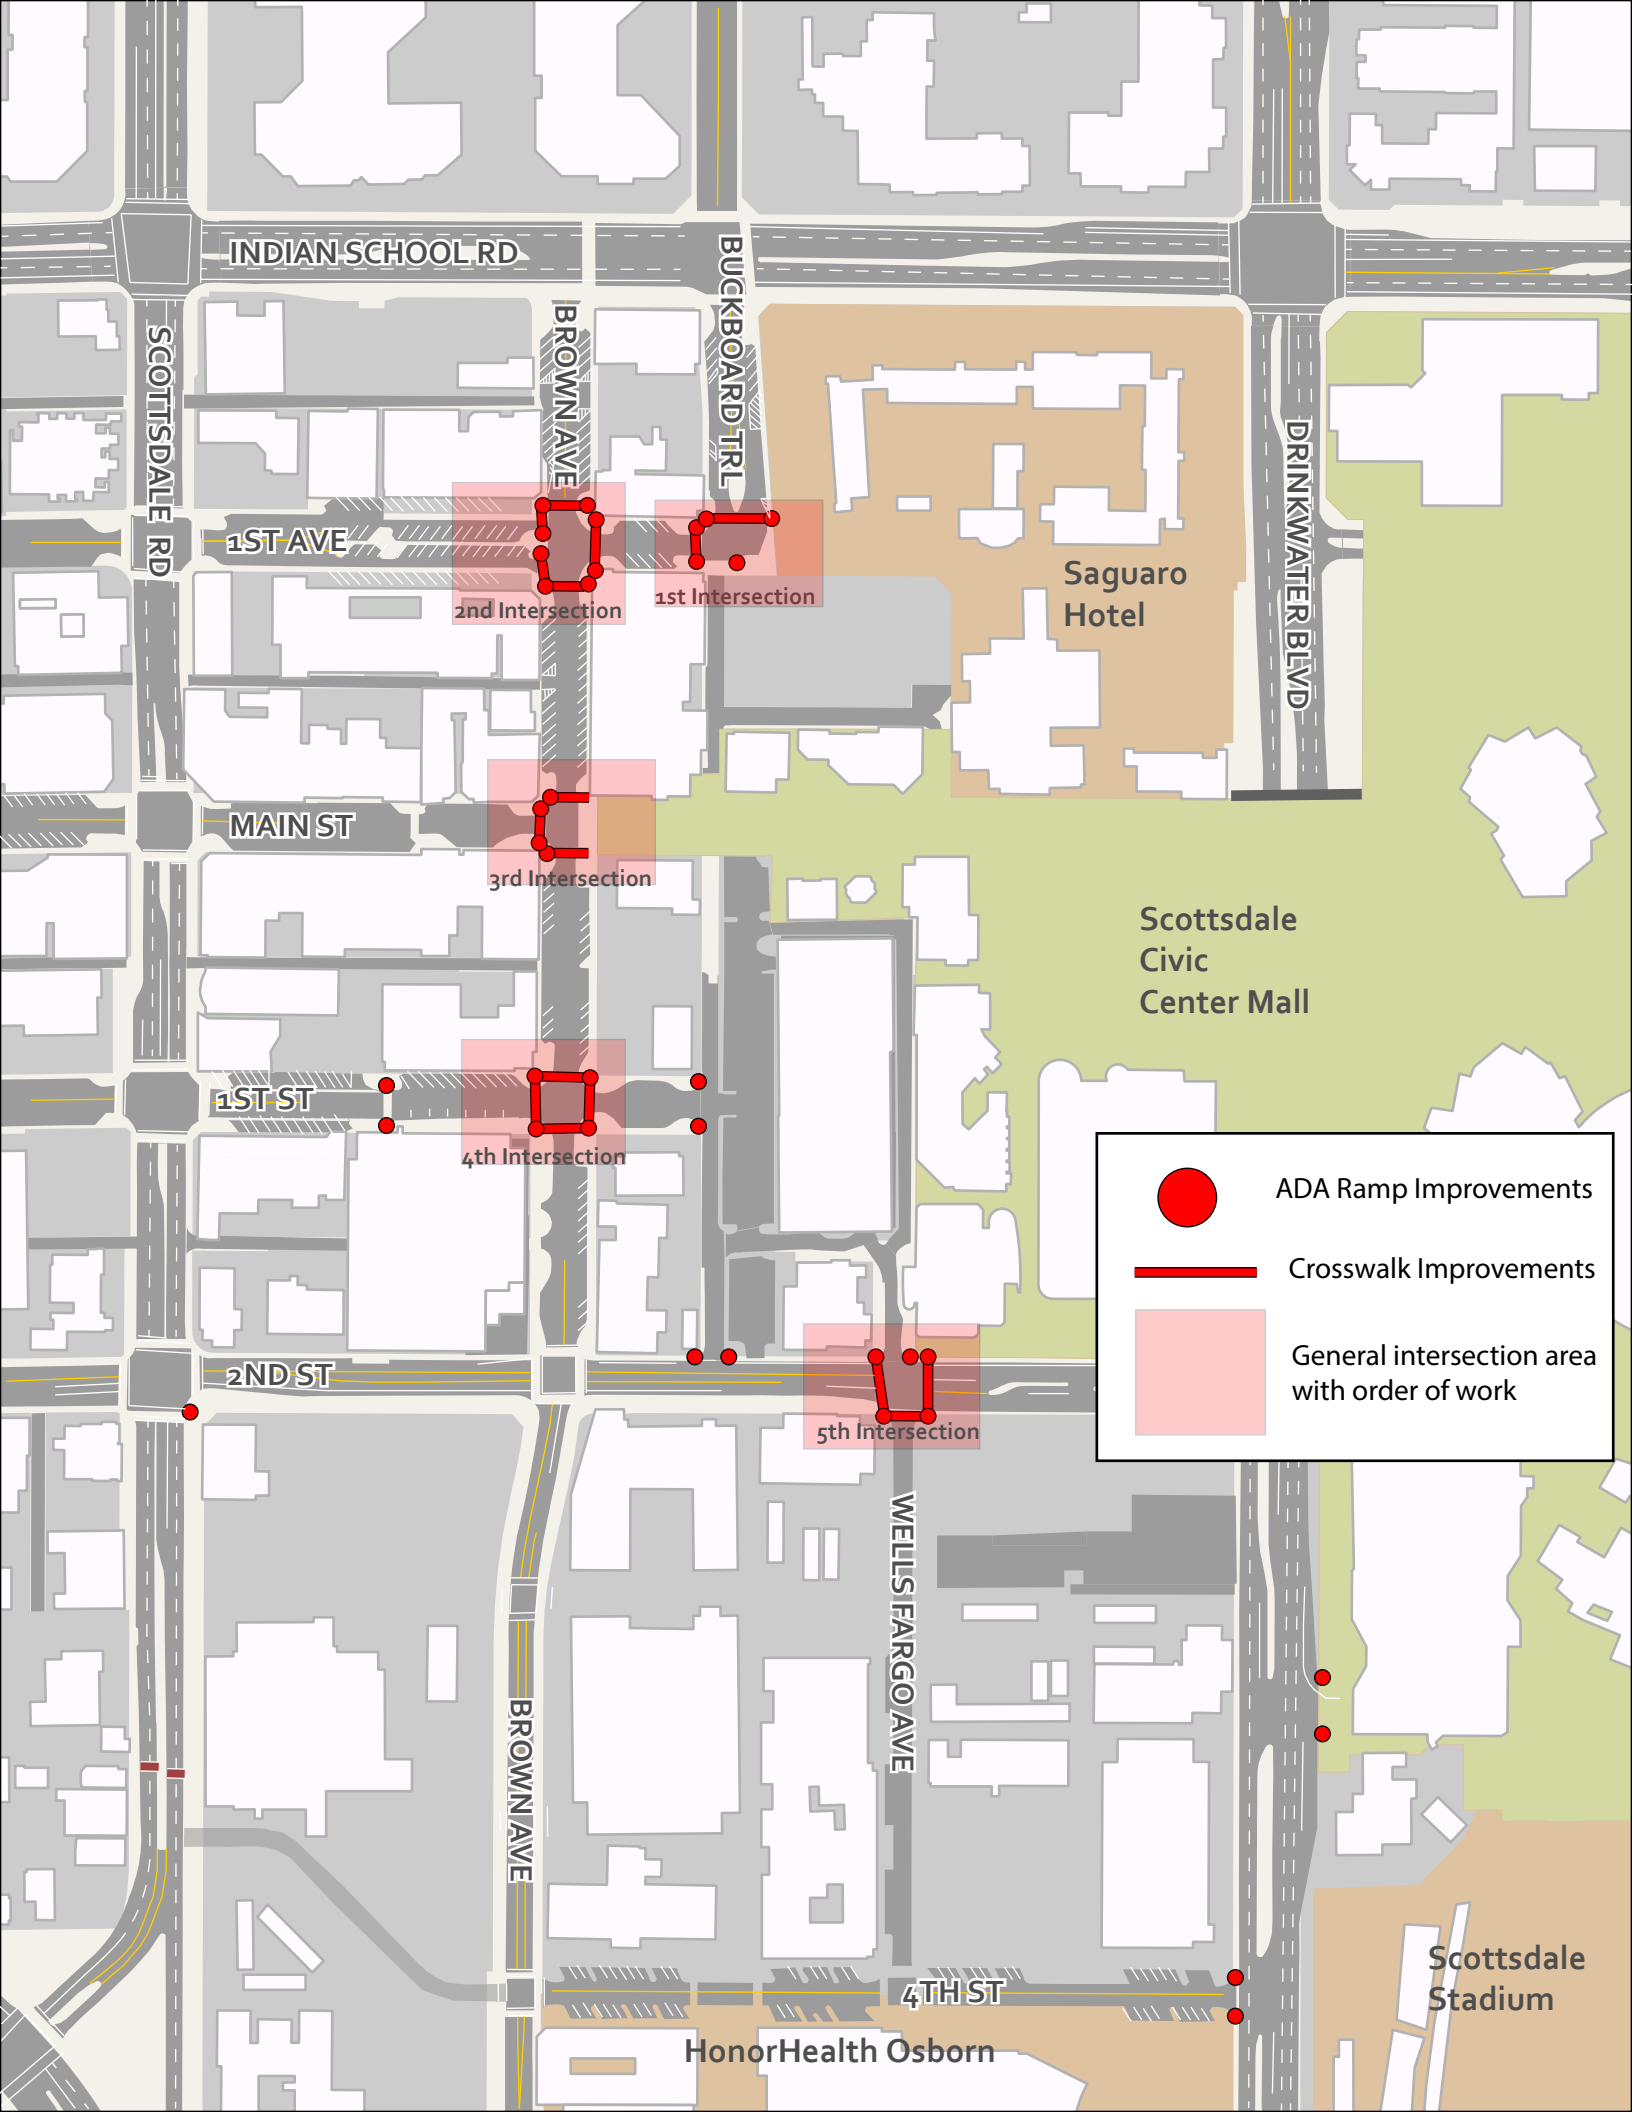 INDIAN SCHOOL RD
BUCKBOARD TRL
BROWN AVE
SCOTTSDALE RD
DRINKWATER BLVD
1ST AVE
2nd Intersection
1st Intersection
Saguaro
Hotel
MAIN ST
3rd Intersection
Scottsdale
Civic
Center Mall
1ST ST
4th Intersection
ADA Ramp Improvements
Crosswalk Improvements
General intersection area
with order of work
2ND ST
5th Intersection
WELLS FARGO AVE
BROWN AVE
Scottsdale
Stadium
4TH ST
HonorHealth Osborn